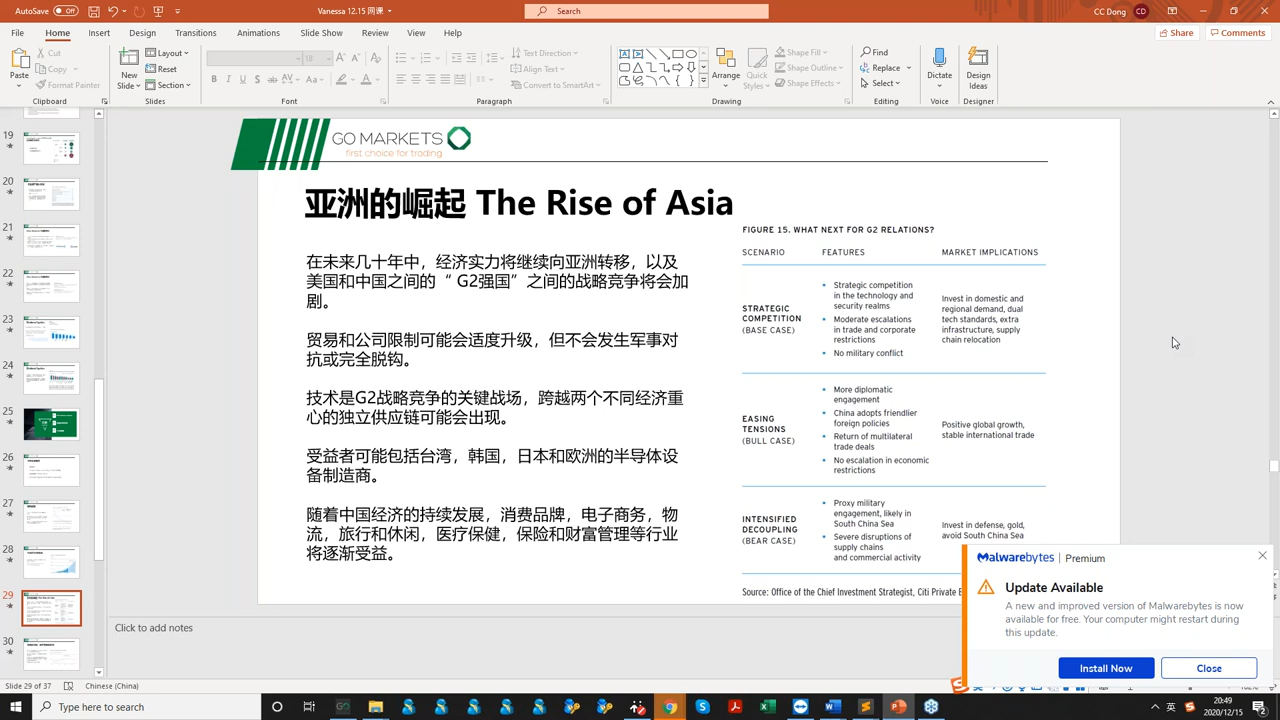 AutoSave Off
Vivian 12.15 网课
Search
File Home Insert Design Transitions Animations Slide Show Review View Help
Share Comments
Paste
Cut
Copy
Format Painter
New Slide
Layout
Reset
Section
18
Text Direction
Align Text
Convert to SmartArt
Arrange
Quick Styles
Shape Fill
Shape Outline
Shape Effects
Find
Replace
Select
Dictate
Design Ideas
Clipboard Slides Font Paragraph Drawing Editing Voice Designer
19
20
21
22
23
24
25
26
27
28
29
30
GO MARKETS
first choice for trading
亚洲的崛起 The Rise of Asia
在未来几十年中，经济实力将继续向亚洲转移，以及
美国和中国之间的“ G2强国”之间的战略竞争将会加
剧。
贸易和公司限制可能会适度升级，但不会发生军事对
抗或完全脱钩。
技术是G2战略竞争的关键战场，跨越两个不同经济重
心的独立供应链可能会出现。
受益者可能包括台湾，韩国，日本和欧洲的半导体设
备制造商。
随着中国经济的持续发展，消费品牌，电子商务，物
流，旅行和休闲，医疗保健，保险和财富管理等行业
将逐渐受益。
FIGURE 15. WHAT NEXT FOR G2 RELATIONS?
SCENARIO FEATURES MARKET IMPLICATIONS
STRATEGIC
COMPETITION
(BASE CASE)
Strategic competition
in the technology and
security realms
Moderate escalations
in trade and corporate
restrictions
No military conflict
Invest in domestic and
regional demand, dual
tech standards, extra
infrastructure, supply
chain relocation
EASING
TENSIONS
(BULL CASE)
More diplomatic
engagement
China adopts friendlier
foreign policies
Return of multilateral
trade deals
No escalation in economic
restrictions
Positive global growth,
stable international trade
INTENSIFIED
DECOUPLING
(BEAR CASE)
Proxy military
engagement, likely in
South China Sea
Severe disruptions of
supply chains
and commercial activity
Invest in defense, gold,
avoid South China Sea
Source: Office of the Chief Investment Strategist, Citi Private
Malwarebytes | Premium
Update Available
A new and improved version of Malwarebytes is now
available for free. Your computer might restart during
this update.
Install Now Close
Click to add notes
Slide 29 of 37 Chinese (China)
Type here to search
20:49
2020/12/15